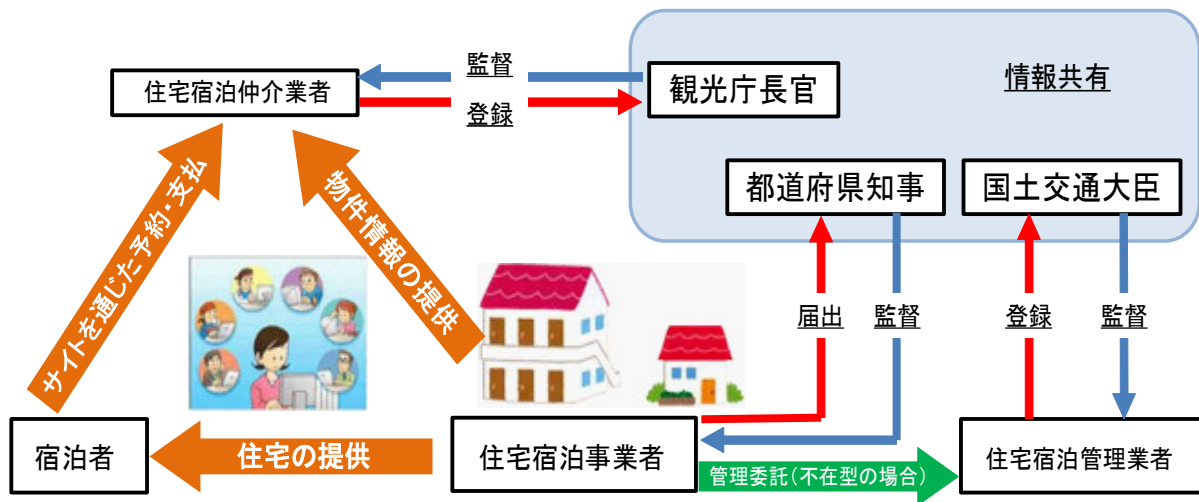 監督
情報共有
住宅宿泊仲介業者
観光庁長官
登録
都道府県知事
国土交通大臣
サイトを通じた予約・支払
物件情報の提供
届出
監督
登録
監督
宿泊者
住宅の提供
住宅宿泊事業者
管理委託(不在型の場合)
住宅宿泊管理業者